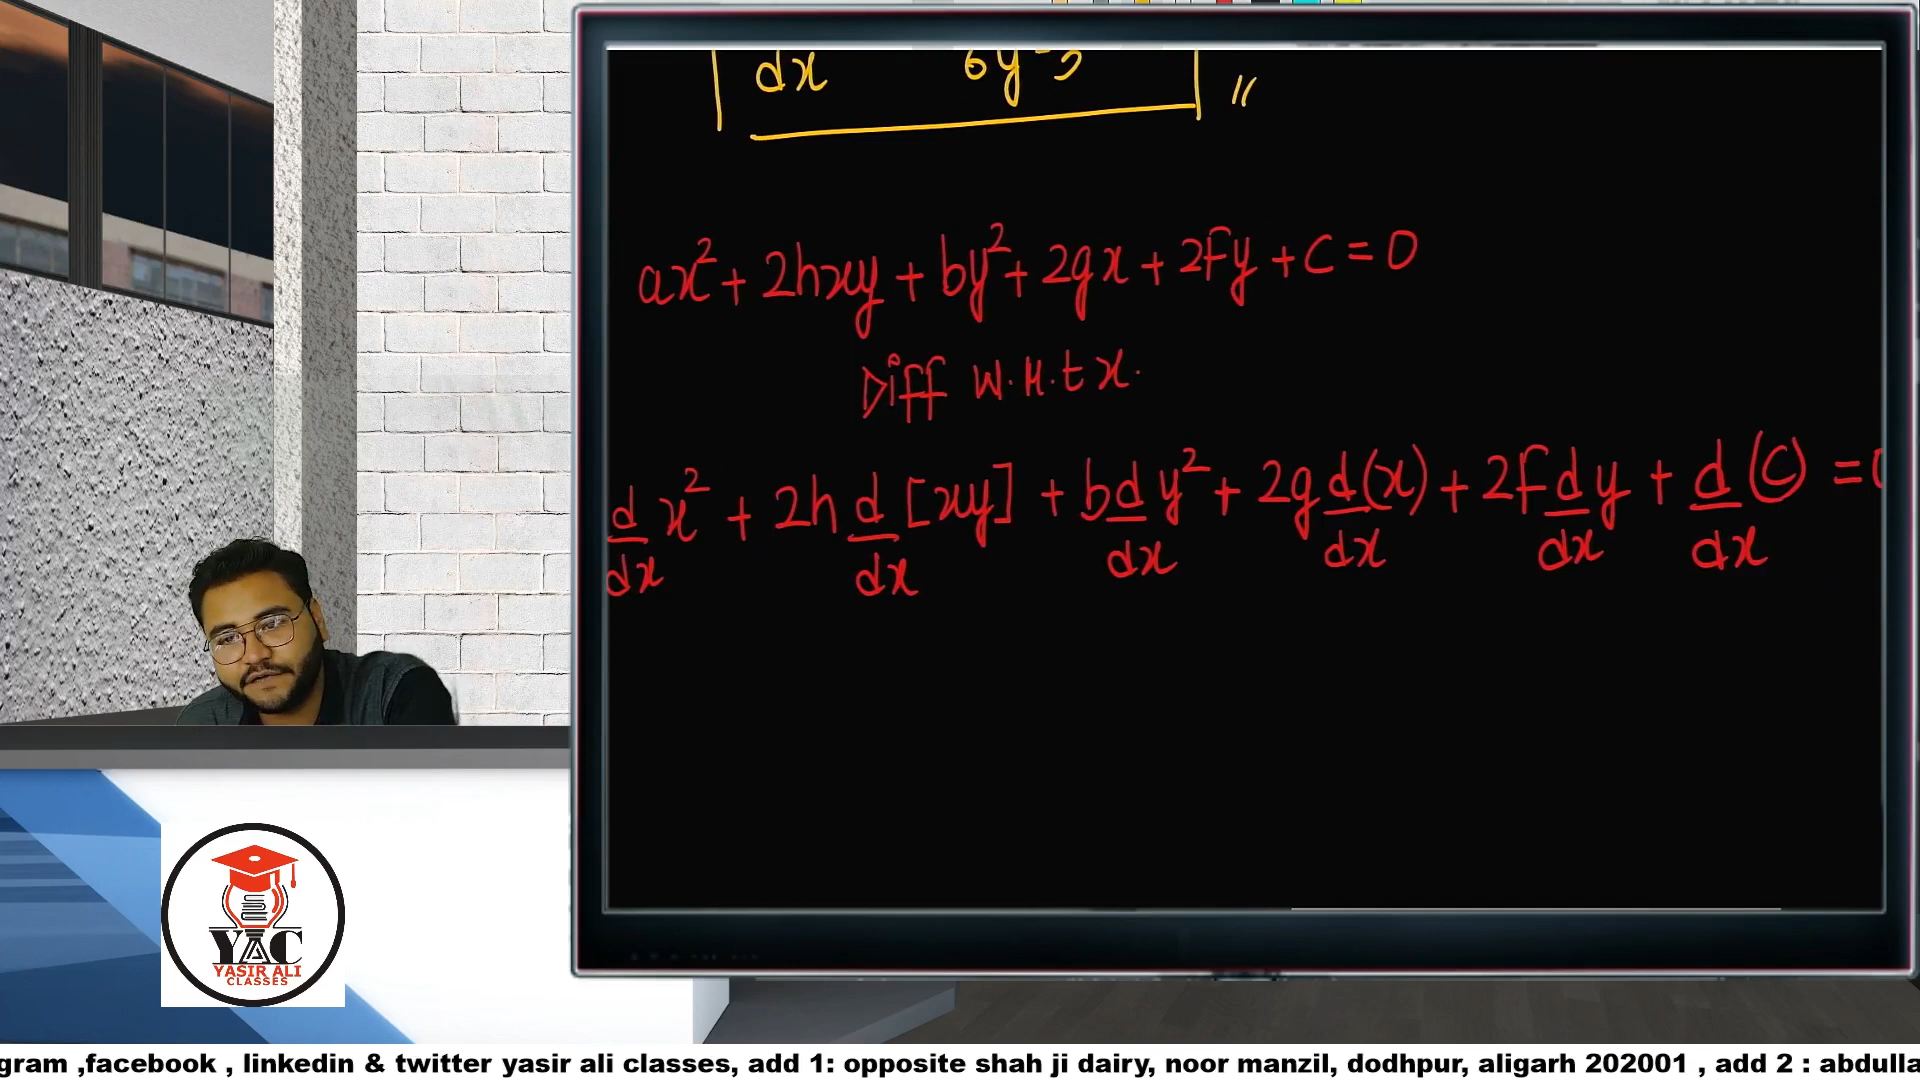 dx 6y-5 "
ax² + 2hxy + by² + 2gx + 2fy + c = 0
Diff w.r.t x.
d/dx x² + 2h d/dx [xy] + b d/dx y² + 2g d/dx (x) + 2f d/dx y + d/dx (c) = 0
YAC
YASIR ALI
CLASSES
gram ,facebook , linkedin & twitter yasir ali classes, add 1: opposite shah ji dairy, noor manzil, dodhpur, aligarh 202001 , add 2 : abdulla